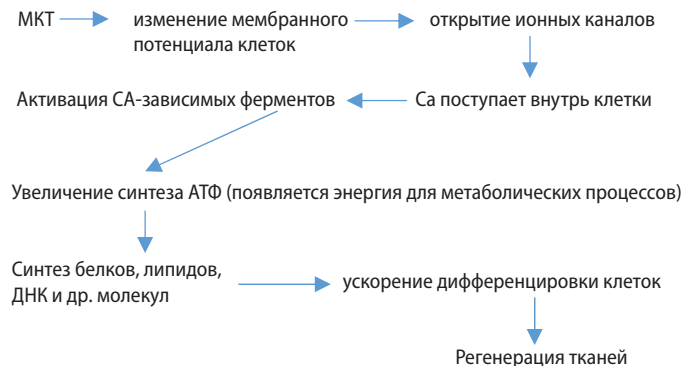 МКТ
изменение мембранного
потенциала клеток
открытие ионных каналов
Активация СА-зависимых ферментов
Са поступает внутрь клетки
Увеличение синтеза АТФ (появляется энергия для метаболических процессов)
Синтез белков, липидов,
ДНК и др. молекул
ускорение дифференцировки клеток
Регенерация тканей